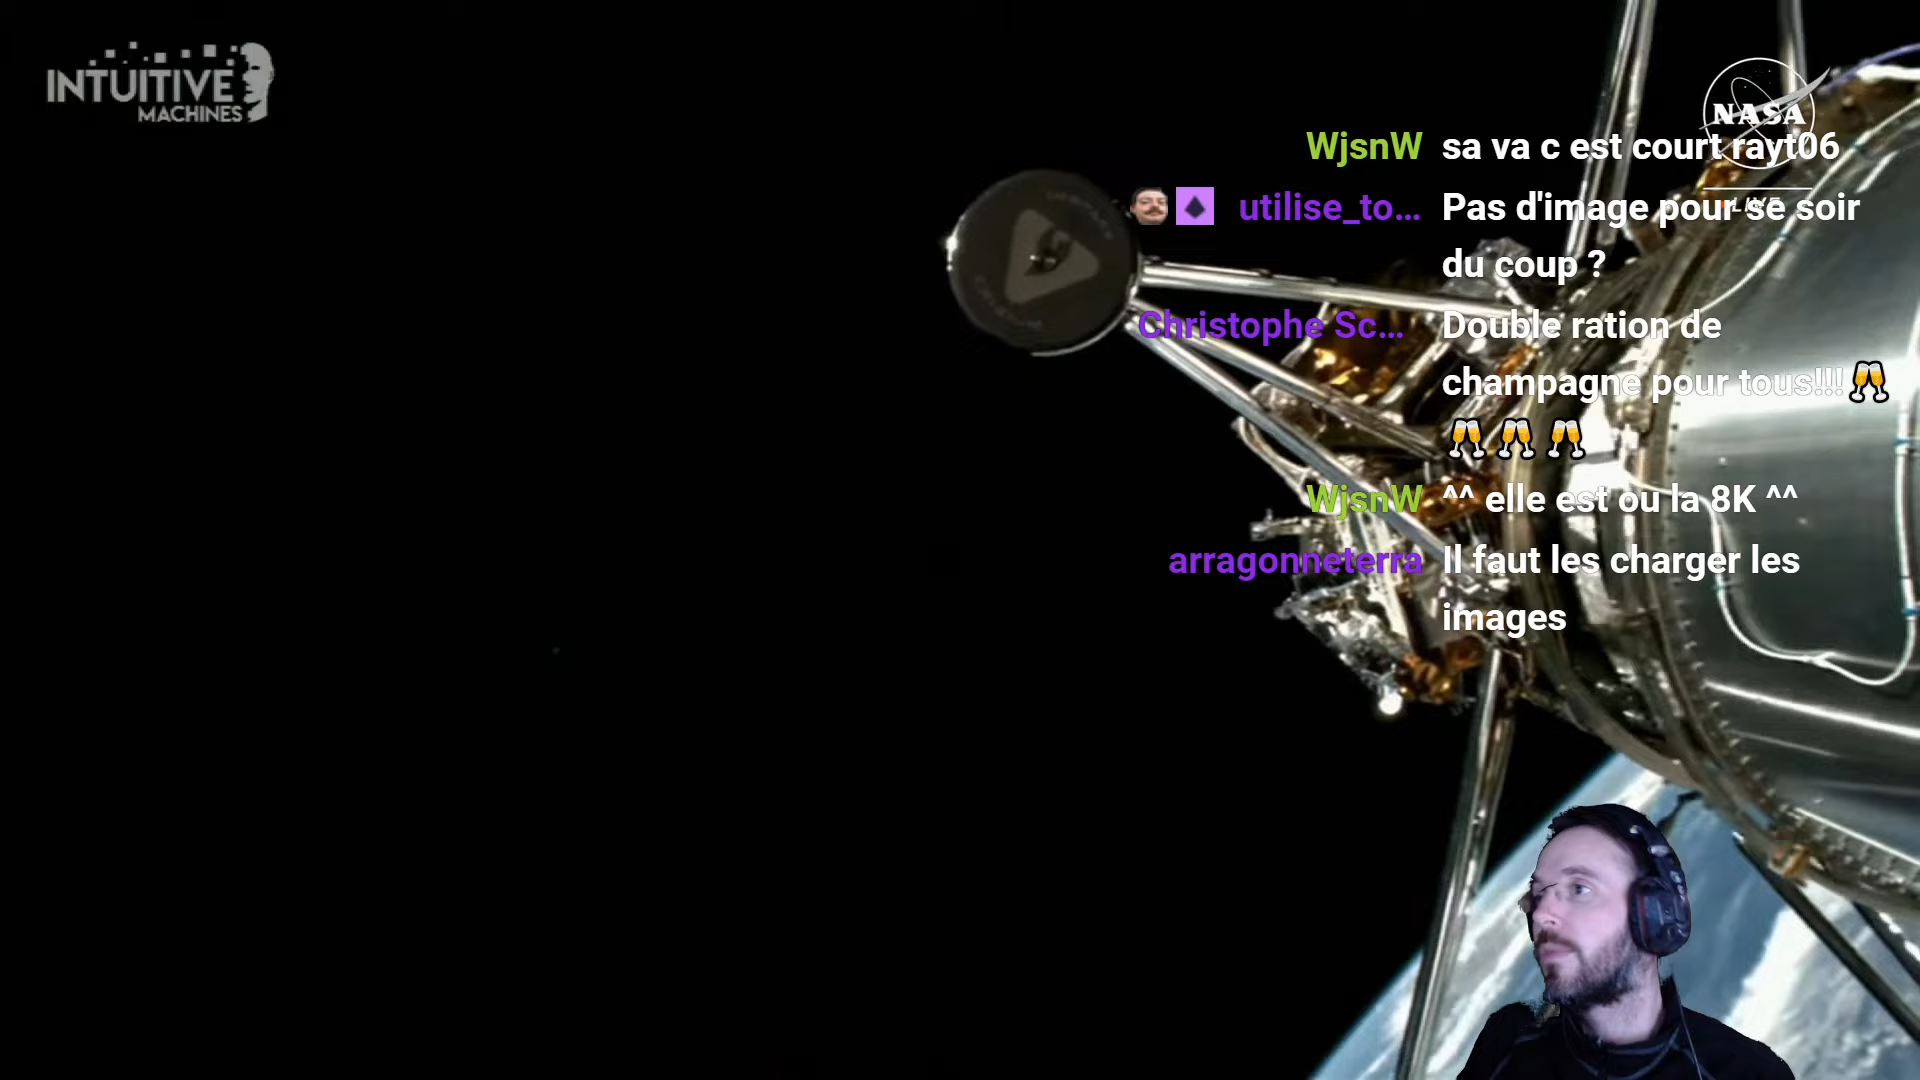 INTUITIVE
MACHINES
NASA
LIVE
WjsnW sa va c est court rayt06
utilise_to... Pas d'image pour se soir
du coup ?
Christophe Sc... Double ration de
champagne pour tous!!!
WjsnW ^^ elle est ou la 8K ^^
arragonneterra Il faut les charger les
images